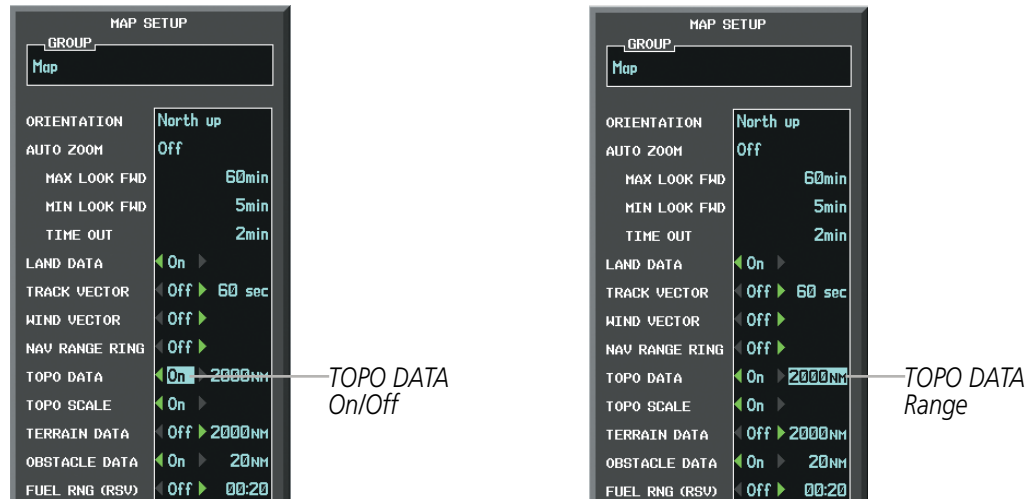 MAP SETUP
GROUP
Map
ORIENTATION North up
AUTO ZOOM Off
MAX LOOK FWD 60min
MIN LOOK FWD 5min
TIME OUT 2min
LAND DATA On
TRACK VECTOR Off 60 sec
WIND VECTOR Off
NAV RANGE RING Off
TOPO DATA On 2000NM
TOPO SCALE On
TERRAIN DATA Off 2000NM
OBSTACLE DATA On 20NM
FUEL RNG (RSV) Off 00:20
TOPO DATA
On/Off
MAP SETUP
GROUP
Map
ORIENTATION North up
AUTO ZOOM Off
MAX LOOK FWD 60min
MIN LOOK FWD 5min
TIME OUT 2min
LAND DATA On
TRACK VECTOR Off 60 sec
WIND VECTOR Off
NAV RANGE RING Off
TOPO DATA On 2000NM
TOPO SCALE On
TERRAIN DATA Off 2000NM
OBSTACLE DATA On 20NM
FUEL RNG (RSV) Off 00:20
TOPO DATA
Range